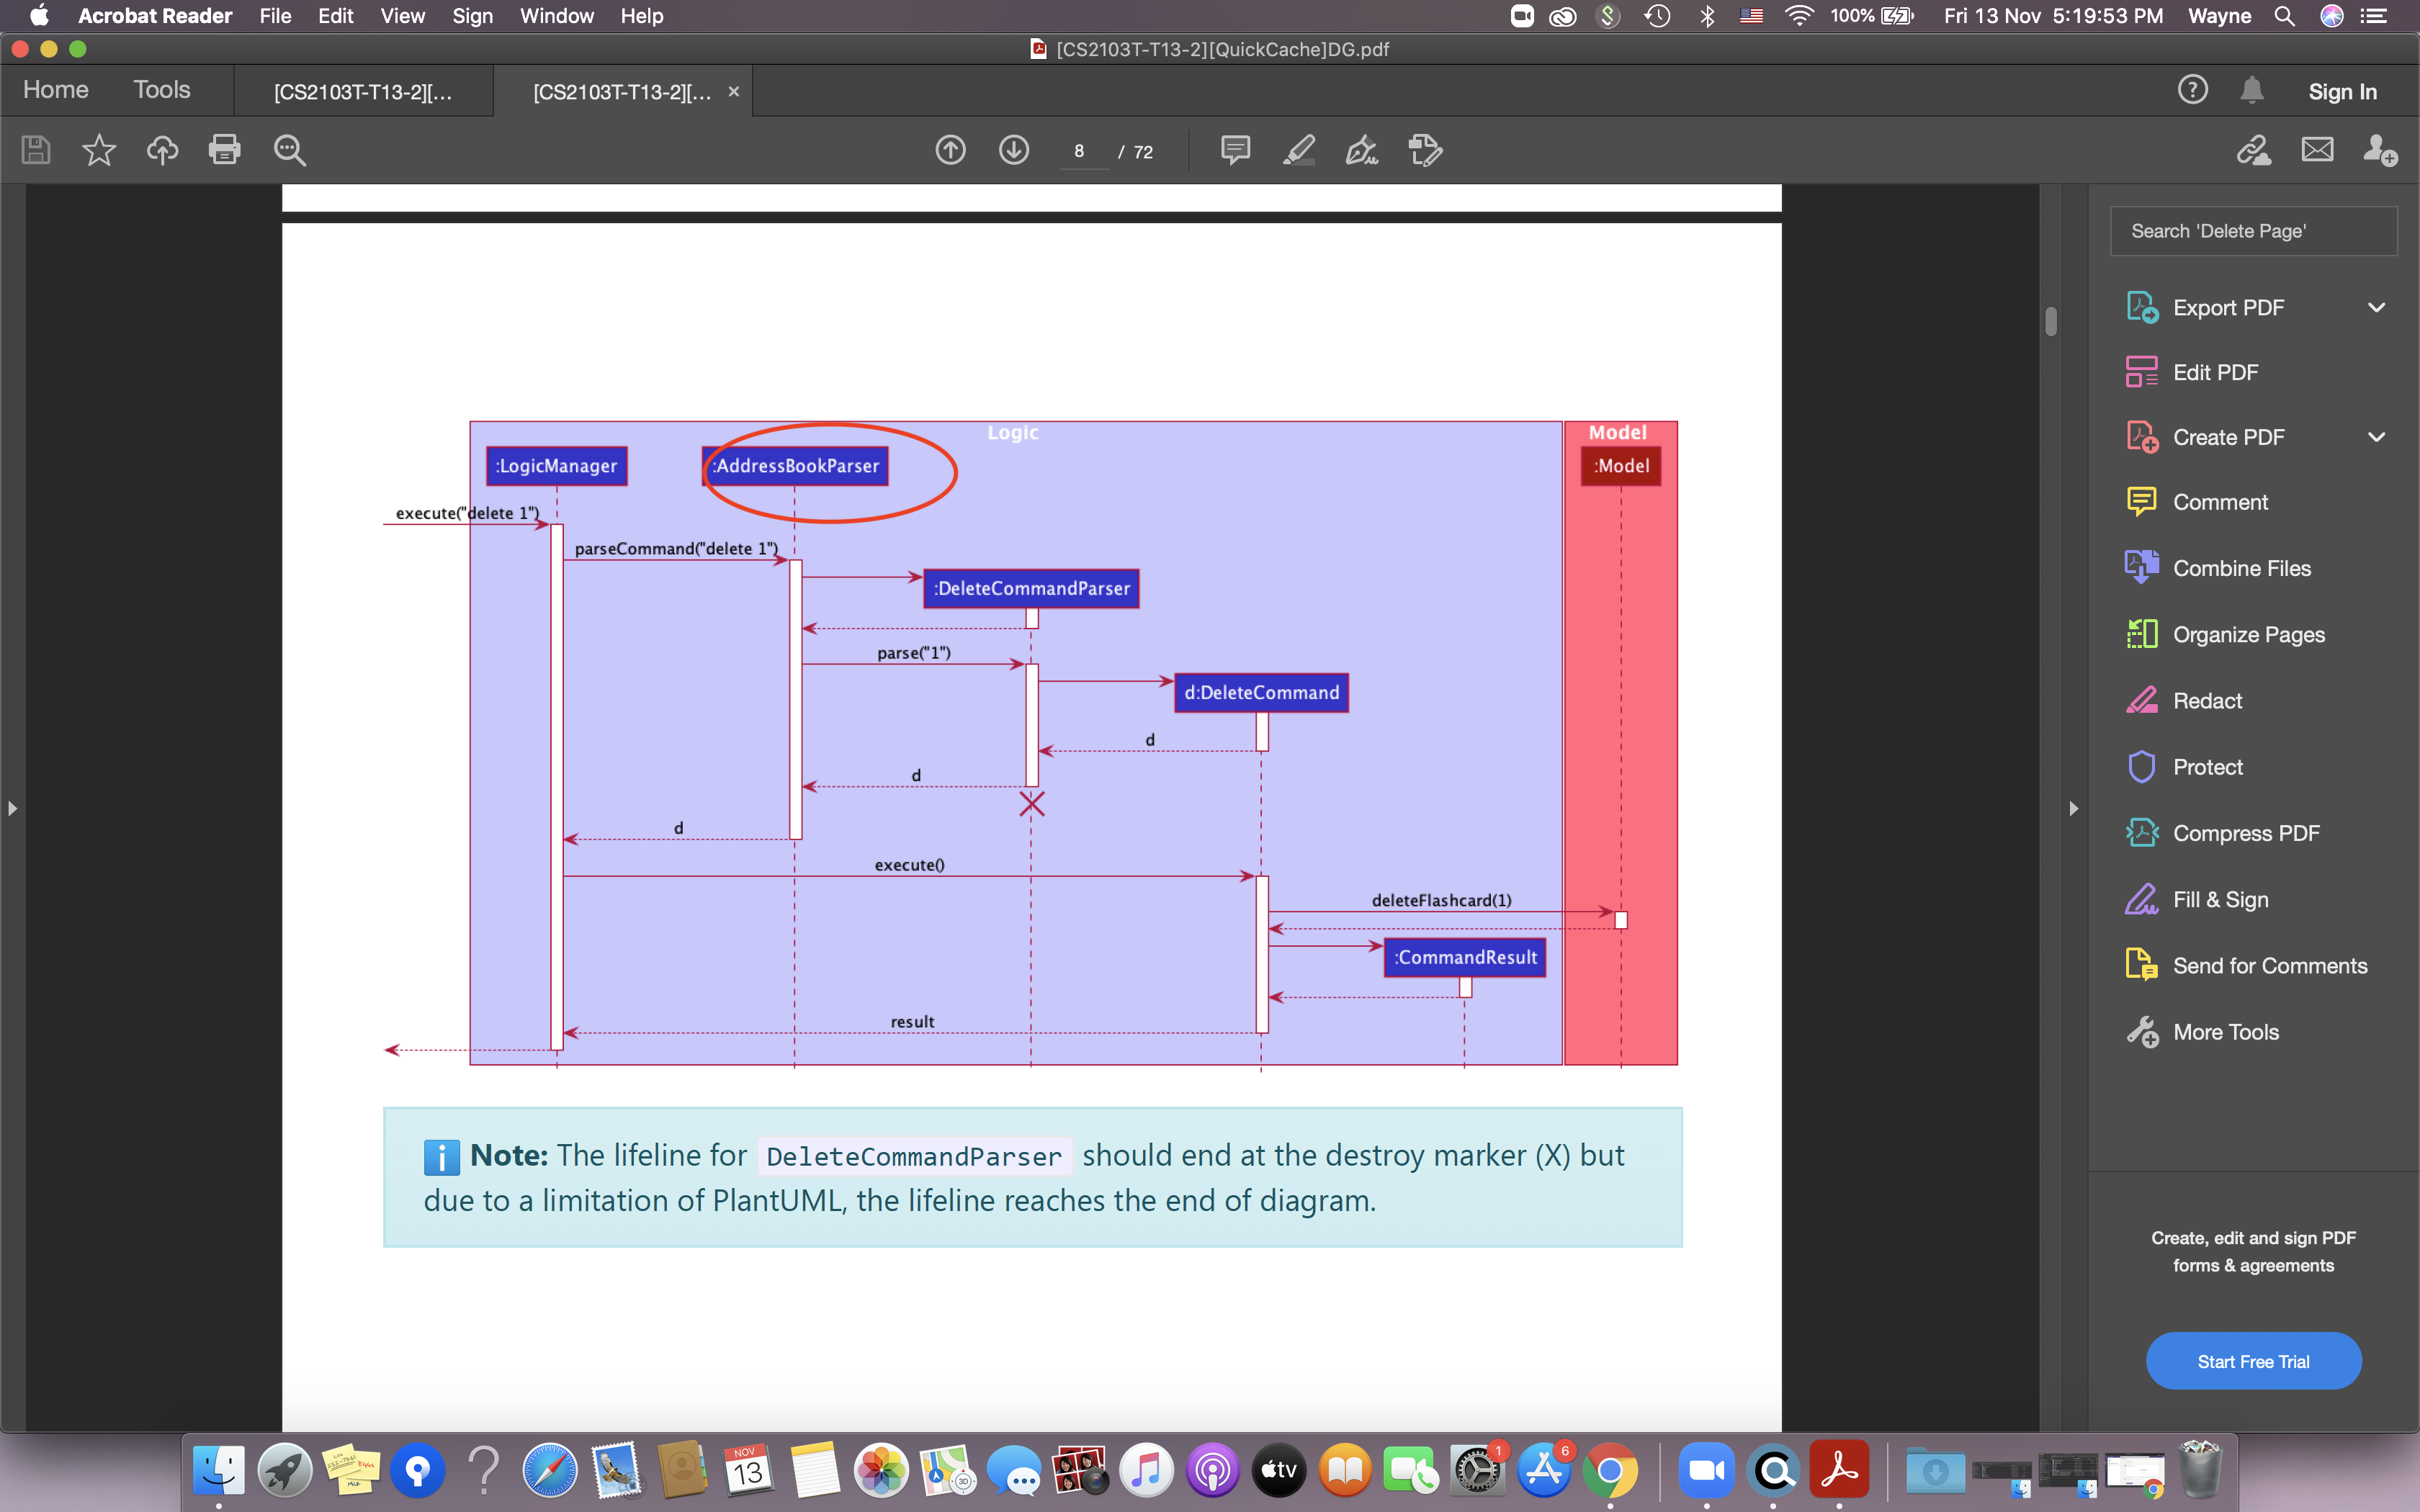 Acrobat Reader File Edit View Sign Window Help 100% Fri 13 Nov 5:19:53 PM Wayne
[CS2103T-T13-2][QuickCache]DG.pdf
Home Tools [CS2103T-T13-2][... [CS2103T-T13-2][... × Sign In
8 / 72
Search 'Delete Page'
Export PDF
Edit PDF
Create PDF
Comment
Combine Files
Organize Pages
Redact
Protect
Compress PDF
Fill & Sign
Send for Comments
More Tools
Create, edit and sign PDF
forms & agreements
Start Free Trial
Logic
Model
:LogicManager :AddressBookParser :Model
execute("delete 1")
parseCommand("delete 1")
:DeleteCommandParser
parse("1")
d:DeleteCommand
d
d
d
execute()
deleteFlashcard(1)
:CommandResult
result
i Note: The lifeline for DeleteCommandParser should end at the destroy marker (X) but
due to a limitation of PlantUML, the lifeline reaches the end of diagram.
NOV
13
3D
tv
1
6